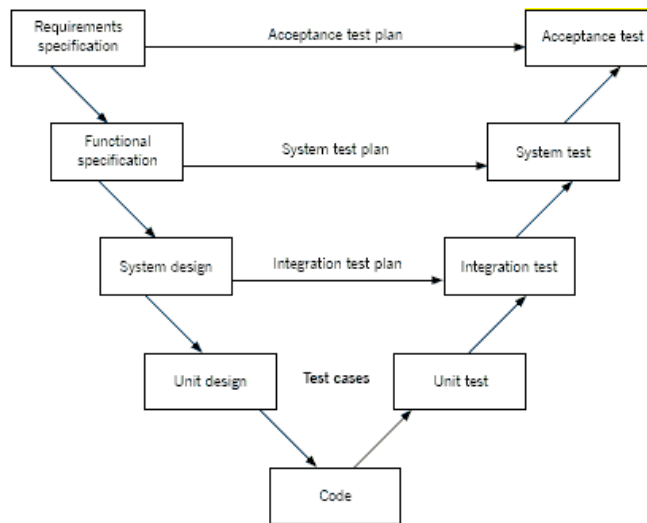 Requirements
specification
Acceptance test plan
Acceptance test
Functional
specification
System test plan
System test
System design
Integration test plan
Integration test
Unit design
Test cases
Unit test
Code